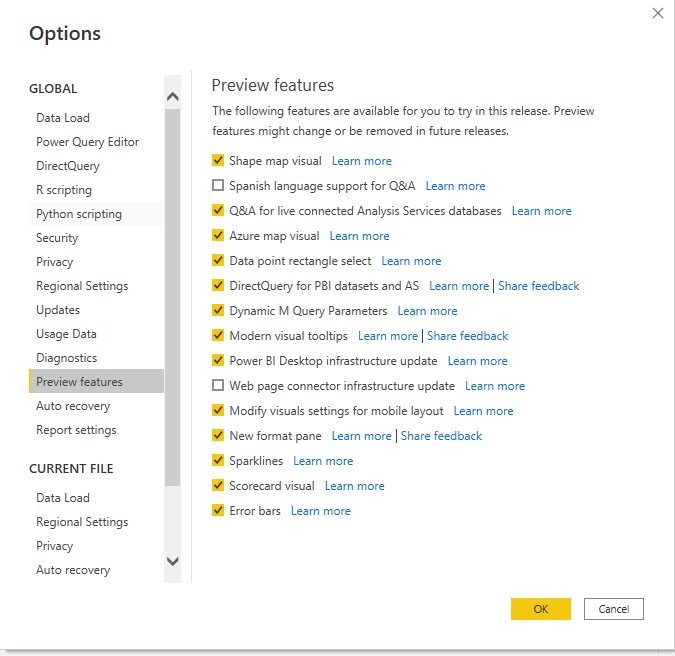 Options
GLOBAL
Data Load
Power Query Editor
DirectQuery
R scripting
Python scripting
Security
Privacy
Regional Settings
Updates
Usage Data
Diagnostics
Preview features
Auto recovery
Report settings
CURRENT FILE
Data Load
Regional Settings
Privacy
Auto recovery
Preview features
The following features are available for you to try in this release. Preview
features might change or be removed in future releases.
Shape map visual Learn more
Spanish language support for Q&A Learn more
Q&A for live connected Analysis Services databases Learn more
Azure map visual Learn more
Data point rectangle select Learn more
DirectQuery for PBI datasets and AS Learn more | Share feedback
Dynamic M Query Parameters Learn more
Modern visual tooltips Learn more | Share feedback
Power BI Desktop infrastructure update Learn more
Web page connector infrastructure update Learn more
Modify visuals settings for mobile layout Learn more
New format pane Learn more | Share feedback
Sparklines Learn more
Scorecard visual Learn more
Error bars Learn more
OK Cancel